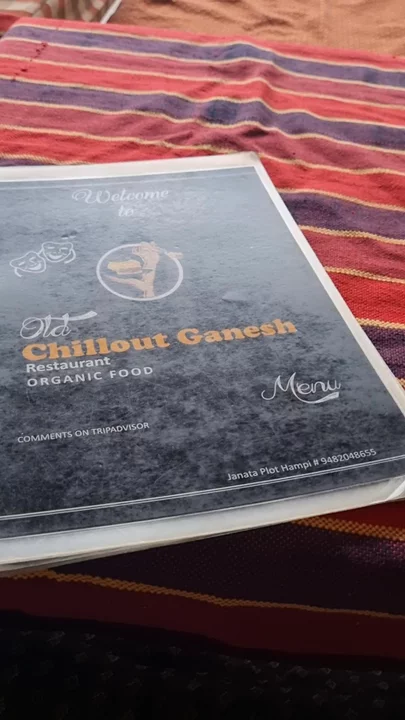 Welcome
to
Old
Chillout Ganesh
Restaurant
ORGANIC FOOD
Menu
COMMENTS ON TRIPADVISOR
Janata Plot Hampi # 9482048655